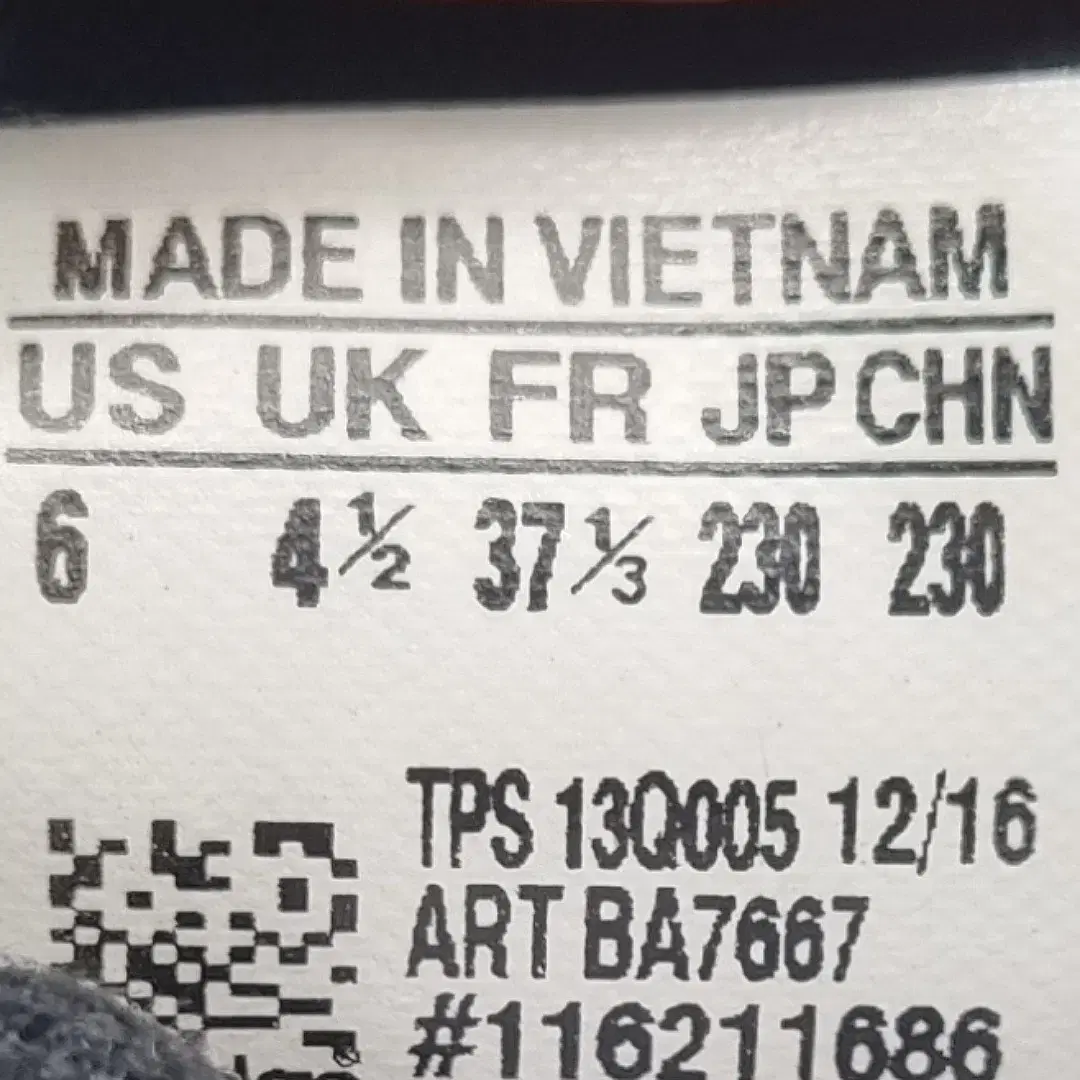 MADE IN VIETNAM
US UK FR JP CHN
6 4½ 37⅓ 230 230
TPS 13Q005 12/16
ART BA7667
#116211686